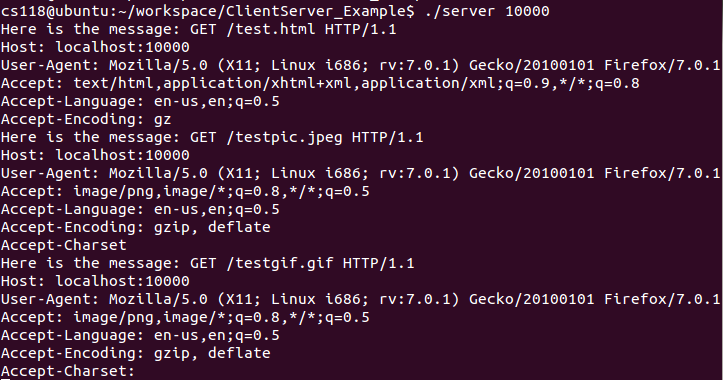 cs118@ubuntu:~/workspace/ClientServer_Example$ ./server 10000
Here is the message: GET /test.html HTTP/1.1
Host: localhost:10000
User-Agent: Mozilla/5.0 (X11; Linux i686; rv:7.0.1) Gecko/20100101 Firefox/7.0.1
Accept: text/html,application/xhtml+xml,application/xml;q=0.9,*/*;q=0.8
Accept-Language: en-us,en;q=0.5
Accept-Encoding: gz
Here is the message: GET /testpic.jpeg HTTP/1.1
Host: localhost:10000
User-Agent: Mozilla/5.0 (X11; Linux i686; rv:7.0.1) Gecko/20100101 Firefox/7.0.1
Accept: image/png,image/*;q=0.8,*/*;q=0.5
Accept-Language: en-us,en;q=0.5
Accept-Encoding: gzip, deflate
Accept-Charset
Here is the message: GET /testgif.gif HTTP/1.1
Host: localhost:10000
User-Agent: Mozilla/5.0 (X11; Linux i686; rv:7.0.1) Gecko/20100101 Firefox/7.0.1
Accept: image/png,image/*;q=0.8,*/*;q=0.5
Accept-Language: en-us,en;q=0.5
Accept-Encoding: gzip, deflate
Accept-Charset: